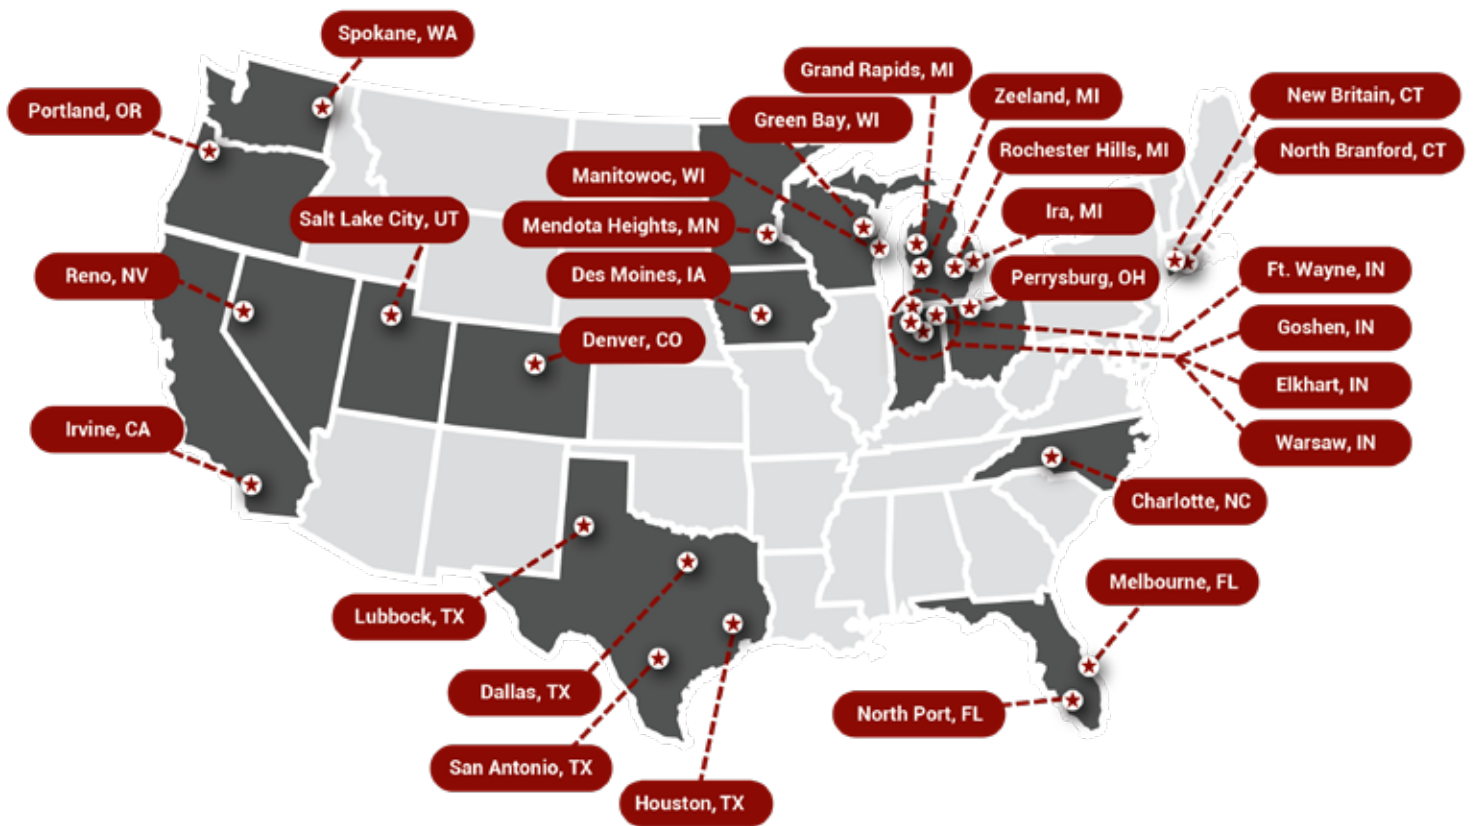 Spokane, WA
Grand Rapids, MI
Portland, OR
Green Bay, WI
Zeeland, MI
New Britain, CT
Rochester Hills, MI
North Branford, CT
Manitowoc, WI
Salt Lake City, UT
Mendota Heights, MN
Ira, MI
Reno, NV
Des Moines, IA
Perrysburg, OH
Ft. Wayne, IN
Denver, CO
Goshen, IN
Elkhart, IN
Irvine, CA
Warsaw, IN
Charlotte, NC
Lubbock, TX
Melbourne, FL
Dallas, TX
North Port, FL
San Antonio, TX
Houston, TX